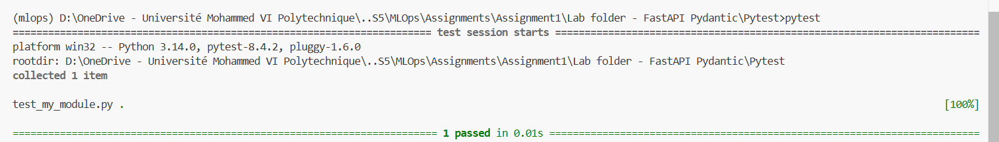 (mlops) D:\OneDrive - Université Mohammed VI Polytechnique\..S5\MLOps\Assignments\Assignment1\Lab folder - FastAPI Pydantic\Pytest>pytest
======================================================================= test session starts ========================================================================
platform win32 -- Python 3.14.0, pytest-8.4.2, pluggy-1.6.0
rootdir: D:\OneDrive - Université Mohammed VI Polytechnique\..S5\MLOps\Assignments\Assignment1\Lab folder - FastAPI Pydantic\Pytest
collected 1 item
test_my_module.py . [100%]
======================================================================== 1 passed in 0.01s =========================================================================